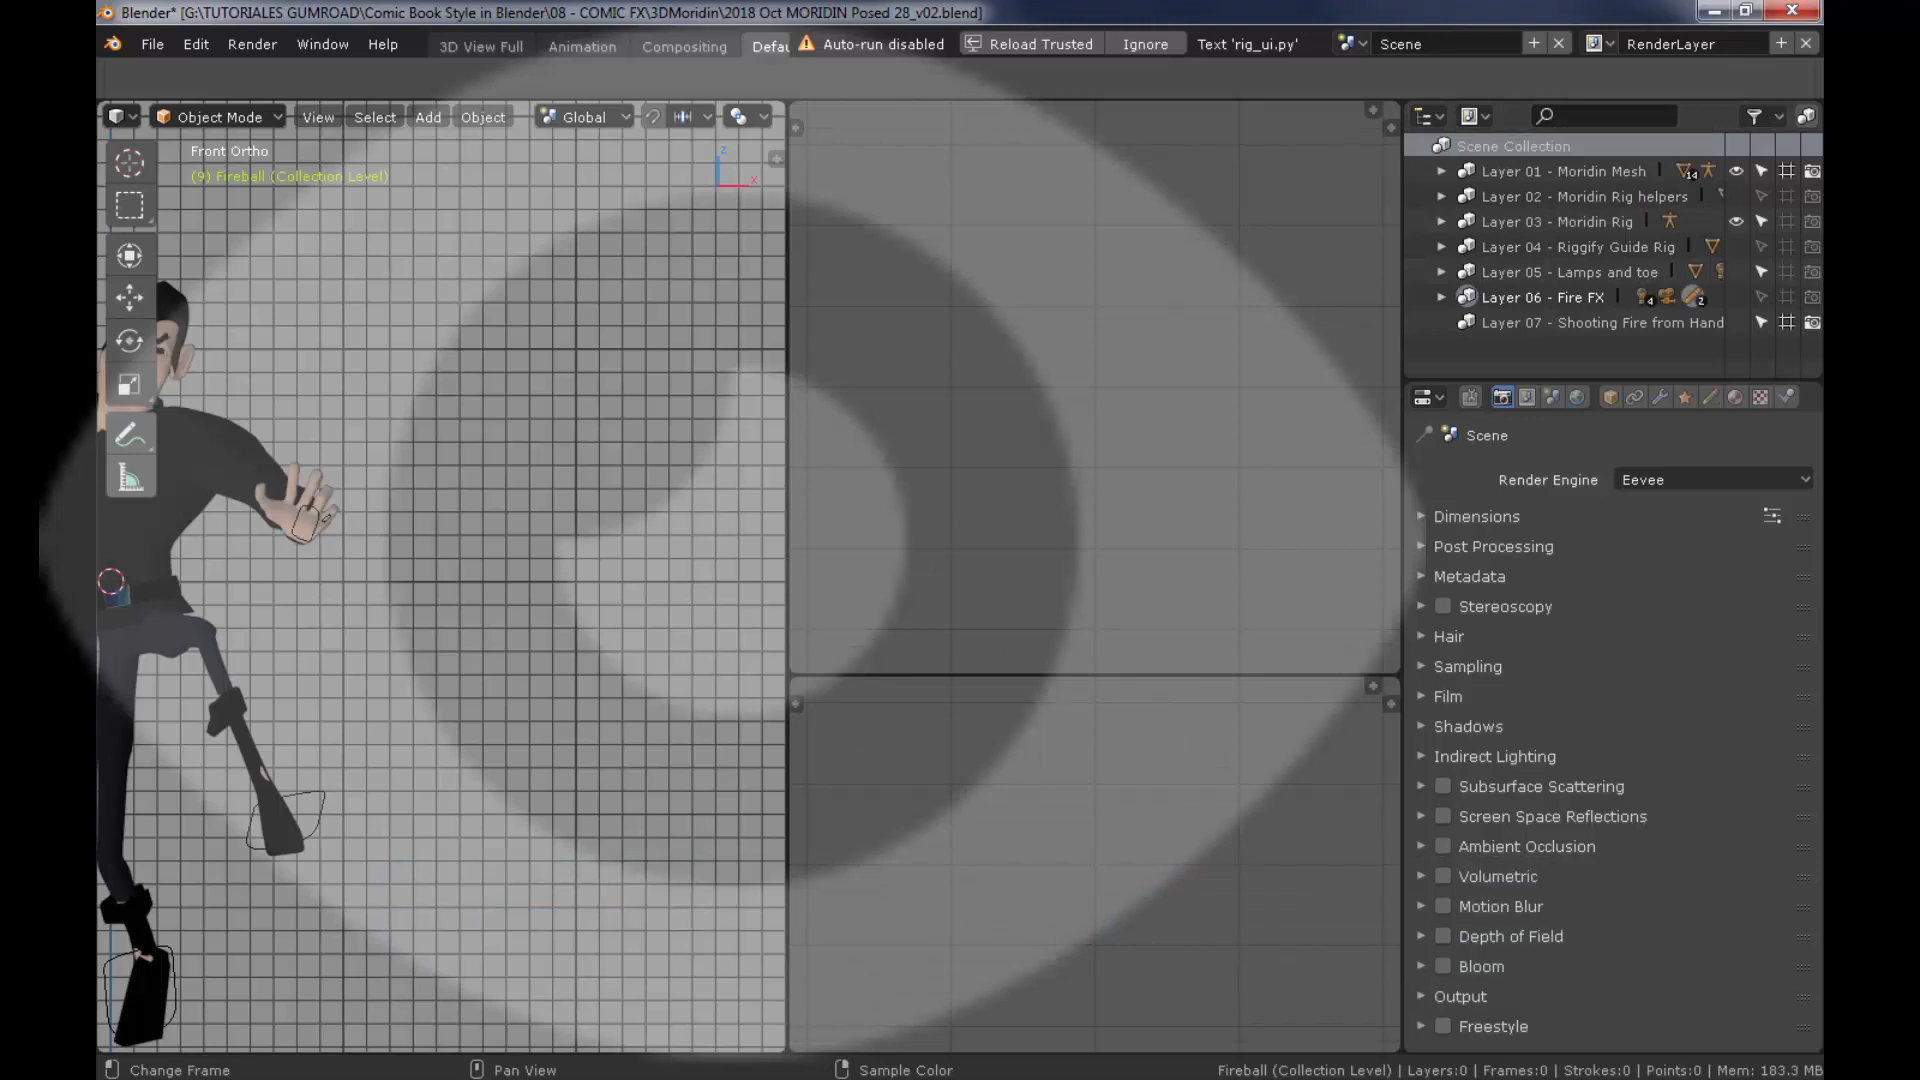 Blender* [G:\TUTORIALES GUMROAD\Comic Book Style in Blender\08 - COMIC FX\3DMoridin\2018 Oct MORIDIN Posed 28_v02.blend]
File Edit Render Window Help 3D View Full Animation Compositing Defau Auto-run disabled Reload Trusted Ignore Text 'rig_ui.py' Scene RenderLayer
Object Mode View Select Add Object Global
Front Ortho
(9) Fireball (Collection Level)
z
x
Scene Collection
Layer 01 - Moridin Mesh 14
Layer 02 - Moridin Rig helpers
Layer 03 - Moridin Rig
Layer 04 - Riggify Guide Rig
Layer 05 - Lamps and toe
Layer 06 - Fire FX 4 2
Layer 07 - Shooting Fire from Hand
Scene
Render Engine Eevee
Dimensions
Post Processing
Metadata
Stereoscopy
Hair
Sampling
Film
Shadows
Indirect Lighting
Subsurface Scattering
Screen Space Reflections
Ambient Occlusion
Volumetric
Motion Blur
Depth of Field
Bloom
Output
Freestyle
Change Frame Pan View Sample Color Fireball (Collection Level) | Layers:0 | Frames:0 | Strokes:0 | Points:0 | Mem: 183.3 MB